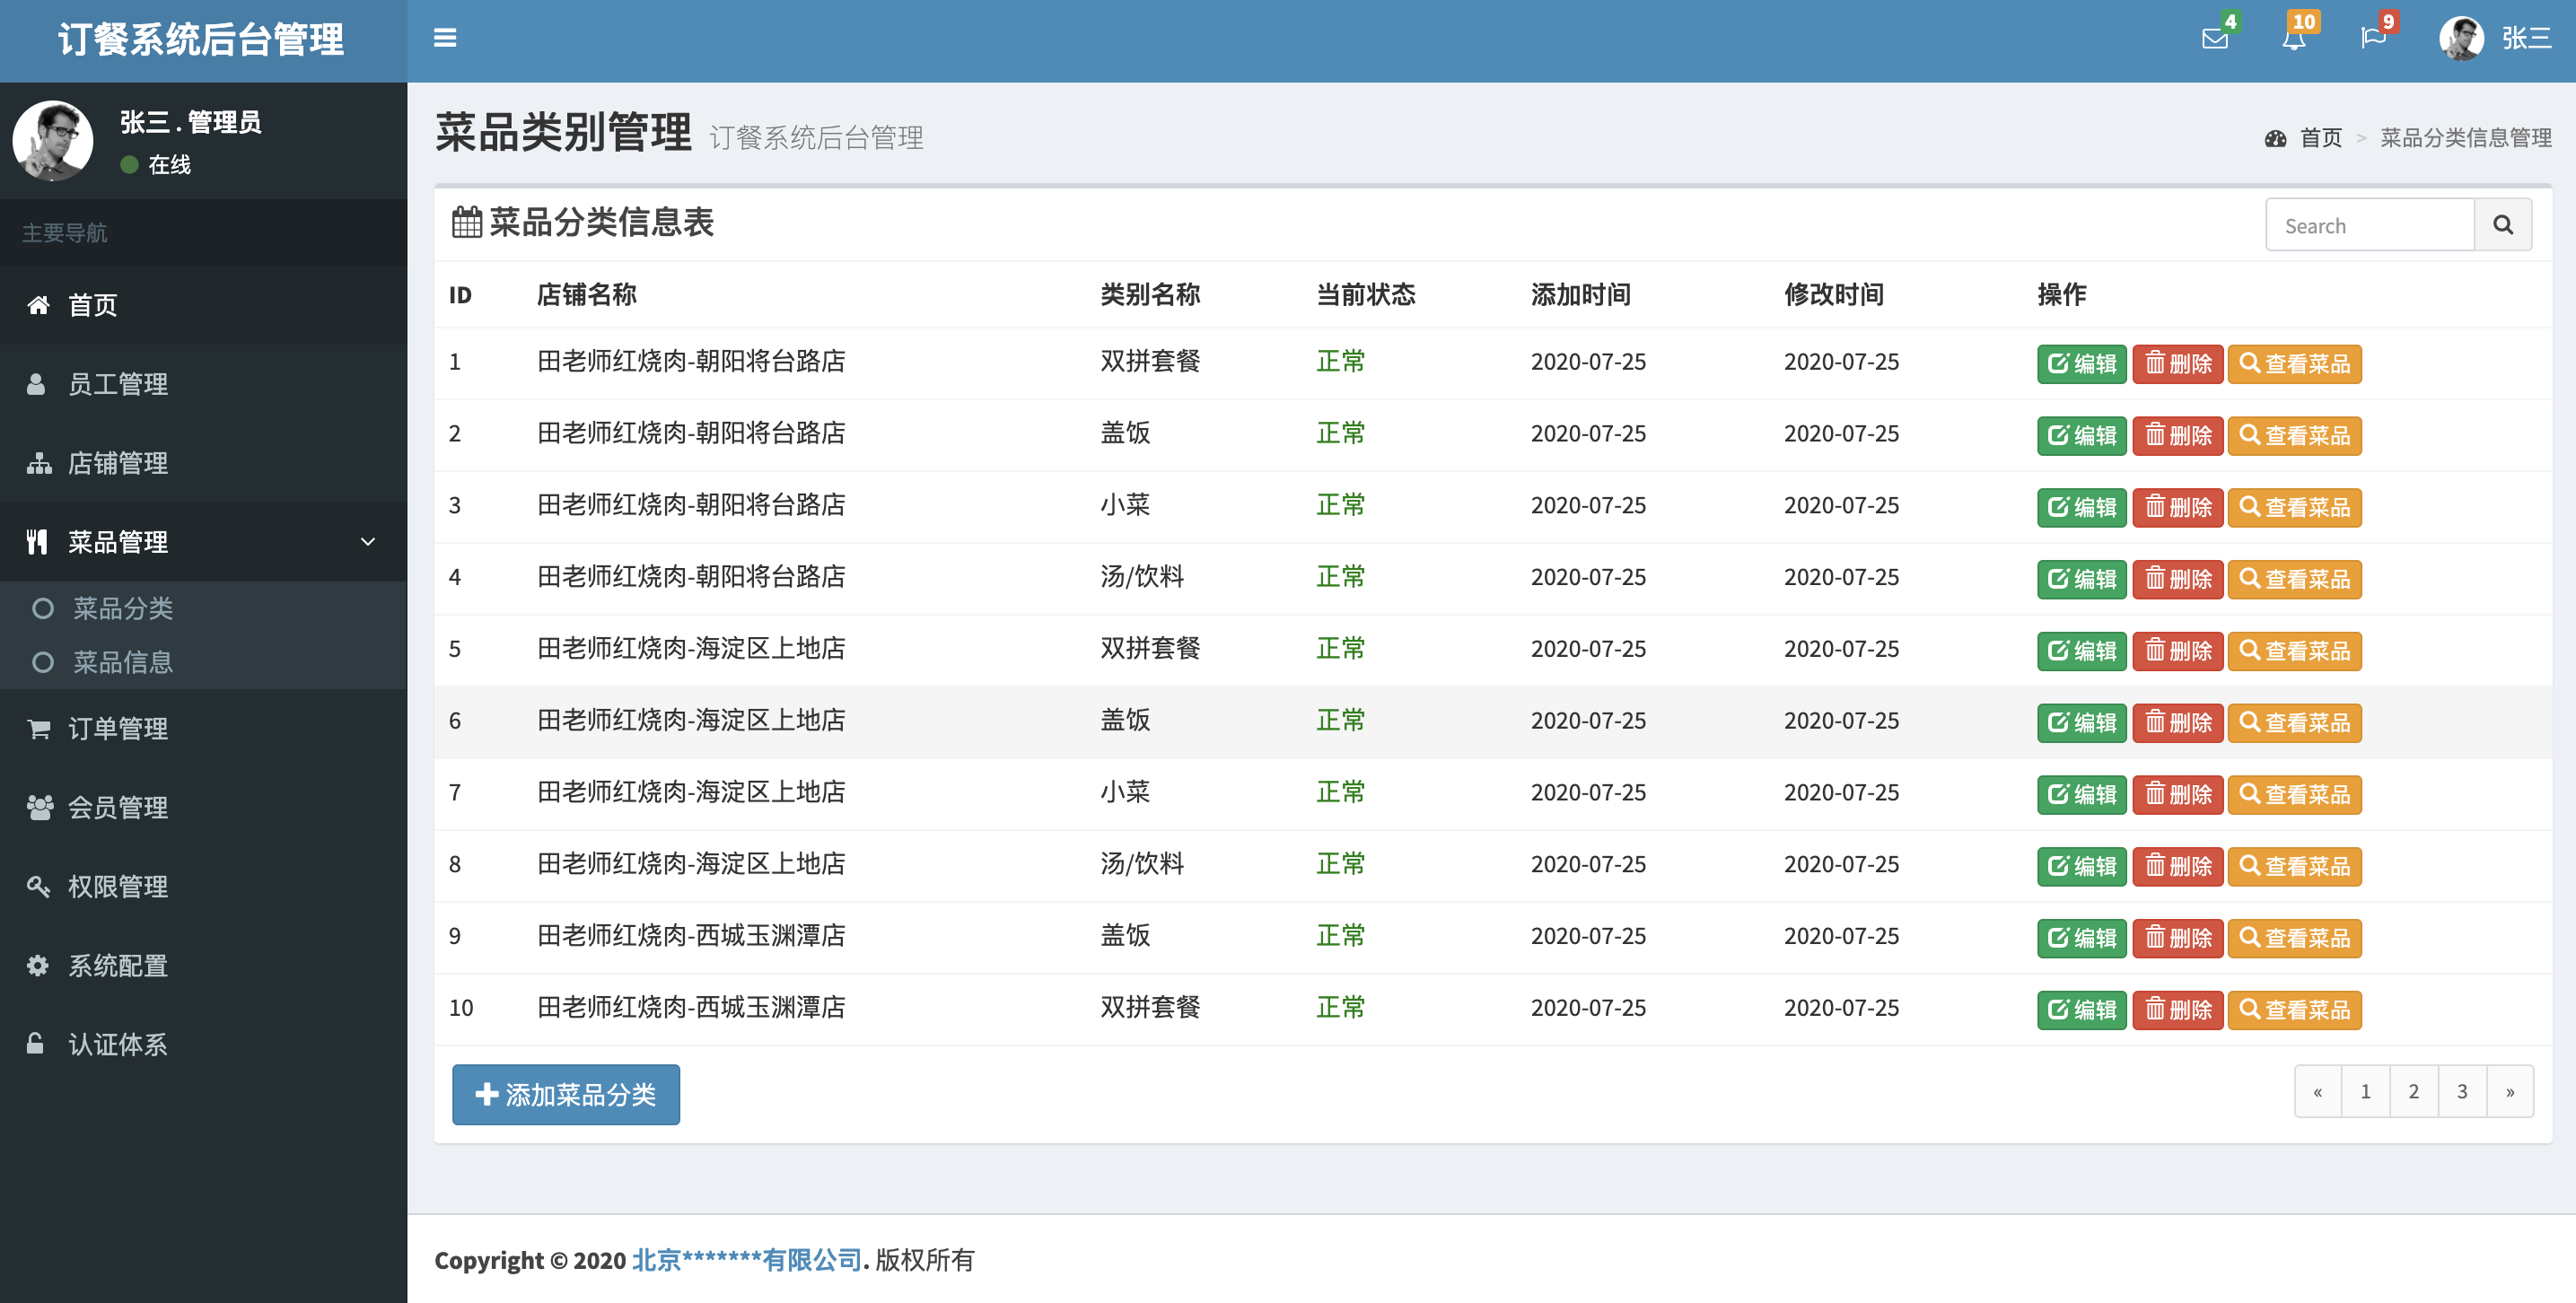 订餐系统后台管理
4
10
9
张三
张三 . 管理员
在线
主要导航
首页
员工管理
店铺管理
菜品管理
菜品分类
菜品信息
订单管理
会员管理
权限管理
系统配置
认证体系
菜品类别管理 订餐系统后台管理
首页 > 菜品分类信息管理
菜品分类信息表
Search
ID 店铺名称 类别名称 当前状态 添加时间 修改时间 操作
1 田老师红烧肉-朝阳将台路店 双拼套餐 正常 2020-07-25 2020-07-25 编辑 删除 查看菜品
2 田老师红烧肉-朝阳将台路店 盖饭 正常 2020-07-25 2020-07-25 编辑 删除 查看菜品
3 田老师红烧肉-朝阳将台路店 小菜 正常 2020-07-25 2020-07-25 编辑 删除 查看菜品
4 田老师红烧肉-朝阳将台路店 汤/饮料 正常 2020-07-25 2020-07-25 编辑 删除 查看菜品
5 田老师红烧肉-海淀区上地店 双拼套餐 正常 2020-07-25 2020-07-25 编辑 删除 查看菜品
6 田老师红烧肉-海淀区上地店 盖饭 正常 2020-07-25 2020-07-25 编辑 删除 查看菜品
7 田老师红烧肉-海淀区上地店 小菜 正常 2020-07-25 2020-07-25 编辑 删除 查看菜品
8 田老师红烧肉-海淀区上地店 汤/饮料 正常 2020-07-25 2020-07-25 编辑 删除 查看菜品
9 田老师红烧肉-西城玉渊潭店 盖饭 正常 2020-07-25 2020-07-25 编辑 删除 查看菜品
10 田老师红烧肉-西城玉渊潭店 双拼套餐 正常 2020-07-25 2020-07-25 编辑 删除 查看菜品
添加菜品分类
« 1 2 3 »
Copyright © 2020 北京*******有限公司. 版权所有